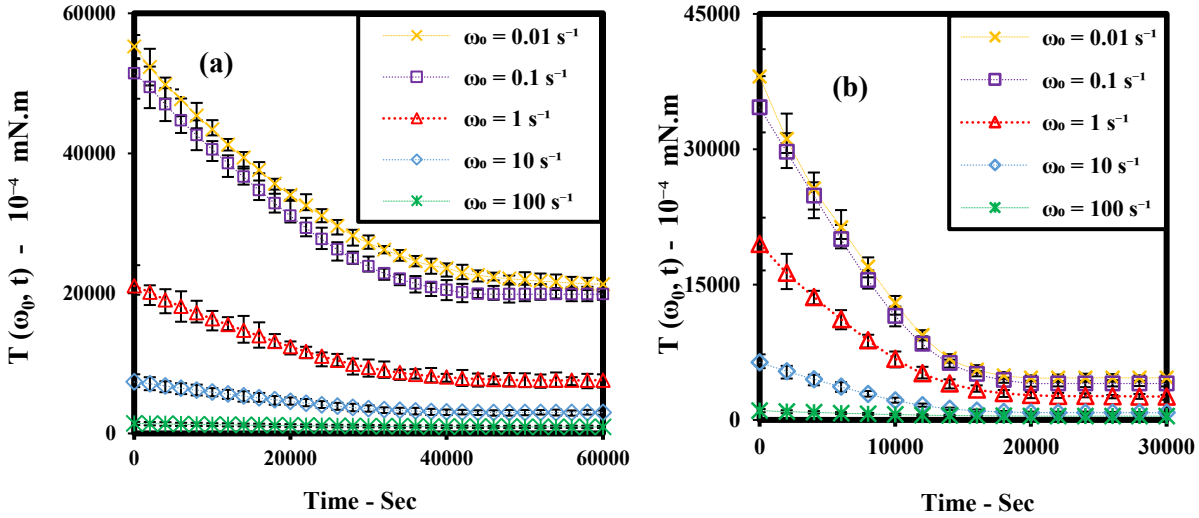 (a)
ω₀ = 0.01 s⁻¹
ω₀ = 0.1 s⁻¹
ω₀ = 1 s⁻¹
ω₀ = 10 s⁻¹
ω₀ = 100 s⁻¹
60000
40000
20000
0
T (ω₀, t) - 10⁻⁴ mN.m
0 20000 40000 60000
Time - Sec
(b)
ω₀ = 0.01 s⁻¹
ω₀ = 0.1 s⁻¹
ω₀ = 1 s⁻¹
ω₀ = 10 s⁻¹
ω₀ = 100 s⁻¹
45000
30000
15000
0
T (ω₀, t) - 10⁻⁴ mN.m
0 10000 20000 30000
Time - Sec